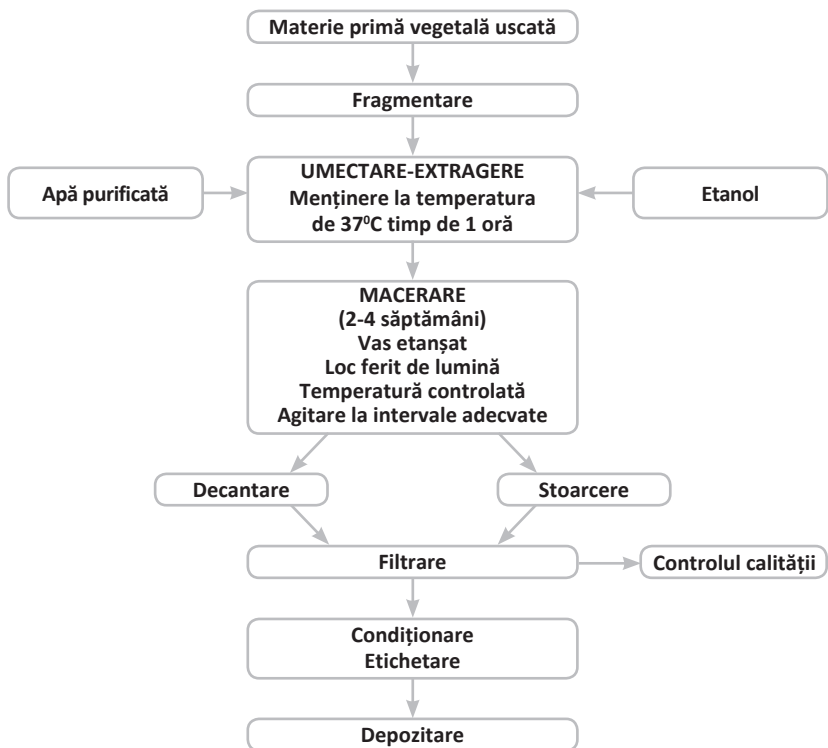 Materie primă vegetală uscată
Fragmentare
UMECTARE-EXTRAGERE
Menținere la temperatura
de 37⁰C timp de 1 oră
Apă purificată
Etanol
MACERARE
(2-4 săptămâni)
Vas etanșat
Loc ferit de lumină
Temperatură controlată
Agitare la intervale adecvate
Decantare
Stoarcere
Filtrare
Controlul calității
Condiționare
Etichetare
Depozitare